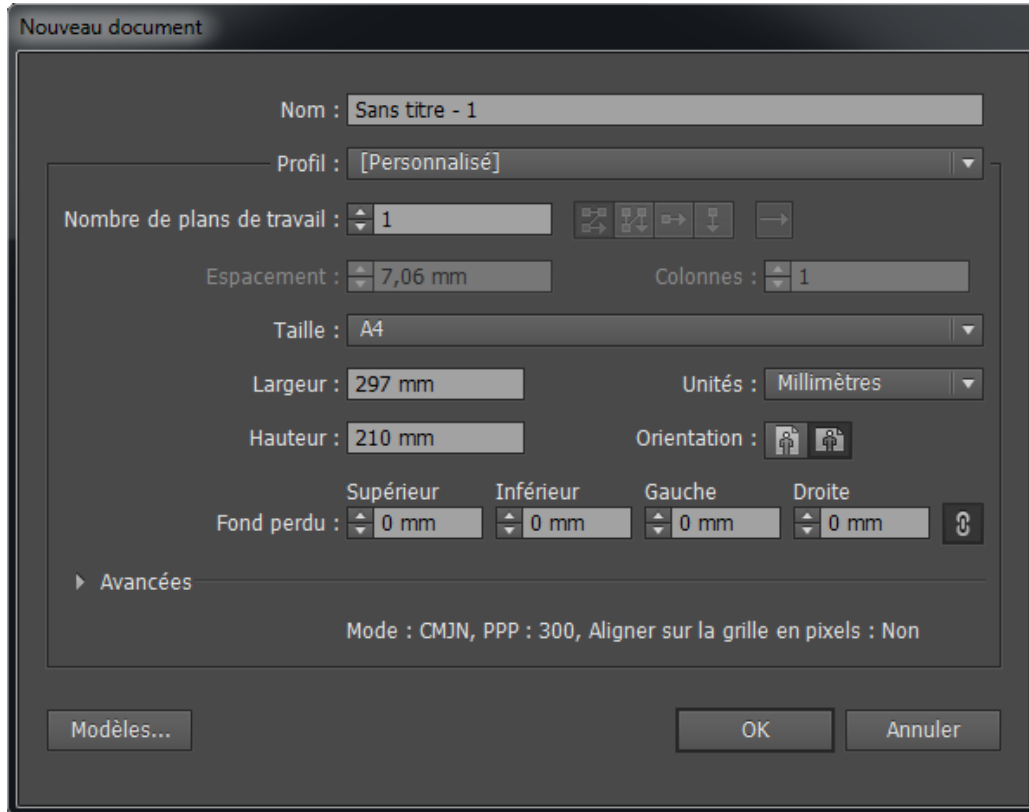 Nouveau document
Nom : Sans titre - 1
Profil : [Personnalisé]
Nombre de plans de travail : 1
Espacement : 7,06 mm Colonnes : 1
Taille : A4
Largeur : 297 mm Unités : Millimètres
Hauteur : 210 mm Orientation :
Supérieur Inférieur Gauche Droite
Fond perdu : 0 mm 0 mm 0 mm 0 mm
Avancées
Mode : CMJN, PPP : 300, Aligner sur la grille en pixels : Non
Modèles... OK Annuler